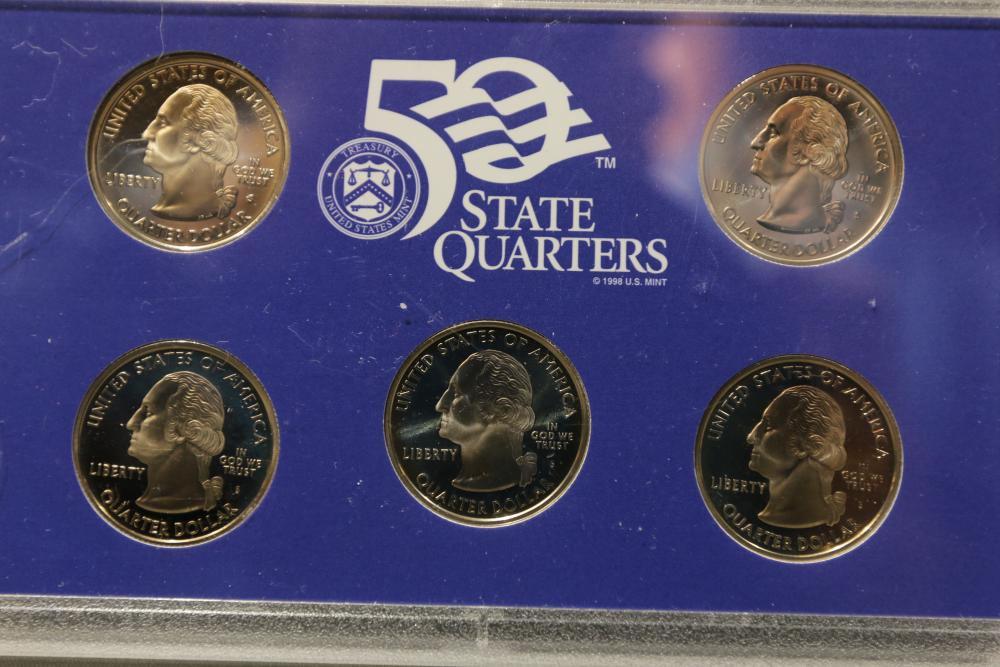 UNITED STATES OF AMERICA
LIBERTY
IN
GOD WE
TRUST
S
QUARTER DOLLAR
50
TM
TREASURY
UNITED STATES MINT
STATE
QUARTERS
© 1998 U.S. MINT
UNITED STATES OF AMERICA
LIBERTY
IN
GOD WE
TRUST
S
QUARTER DOLLAR
UNITED STATES OF AMERICA
LIBERTY
IN
GOD WE
TRUST
S
QUARTER DOLLAR
UNITED STATES OF AMERICA
LIBERTY
IN
GOD WE
TRUST
S
QUARTER DOLLAR
UNITED STATES OF AMERICA
LIBERTY
IN
GOD WE
TRUST
S
QUARTER DOLLAR